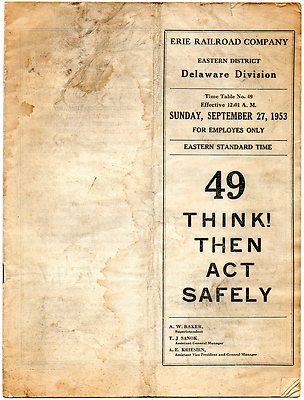 ERIE RAILROAD COMPANY
EASTERN DISTRICT
Delaware Division
Time Table No. 49
Effective 12:01 A. M.
SUNDAY, SEPTEMBER 27, 1953
FOR EMPLOYES ONLY
EASTERN STANDARD TIME
49
THINK!
THEN
ACT
SAFELY
A. W. BAKER,
Superintendent
T. J. SANOK,
Assistant General Manager
A. E. KRIESIEN,
Assistant Vice President and General Manager